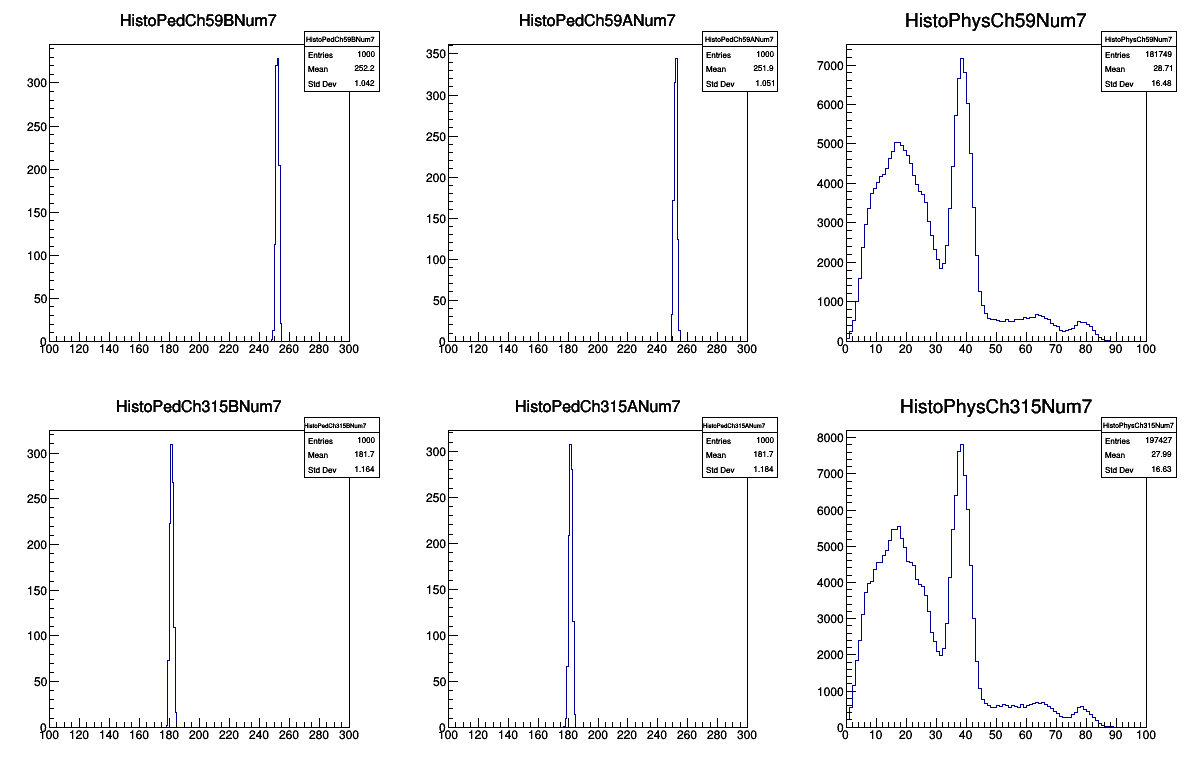 HistoPedCh59BNum7
HistoPedCh59BNum7
Entries 1000
Mean 252.2
Std Dev 1.042
300
250
200
150
100
50
0
100 120 140 160 180 200 220 240 260 280 300
HistoPedCh59ANum7
HistoPedCh59ANum7
Entries 1000
Mean 251.9
Std Dev 1.051
350
300
250
200
150
100
50
0
100 120 140 160 180 200 220 240 260 280 300
HistoPhysCh59Num7
HistoPhysCh59Num7
Entries 181749
Mean 28.71
Std Dev 16.48
7000
6000
5000
4000
3000
2000
1000
0
0 10 20 30 40 50 60 70 80 90 100
HistoPedCh315BNum7
HistoPedCh315BNum7
Entries 1000
Mean 181.7
Std Dev 1.164
300
250
200
150
100
50
0
100 120 140 160 180 200 220 240 260 280 300
HistoPedCh315ANum7
HistoPedCh315ANum7
Entries 1000
Mean 181.7
Std Dev 1.184
300
250
200
150
100
50
0
100 120 140 160 180 200 220 240 260 280 300
HistoPhysCh315Num7
HistoPhysCh315Num7
Entries 197427
Mean 27.99
Std Dev 16.63
8000
7000
6000
5000
4000
3000
2000
1000
0
0 10 20 30 40 50 60 70 80 90 100